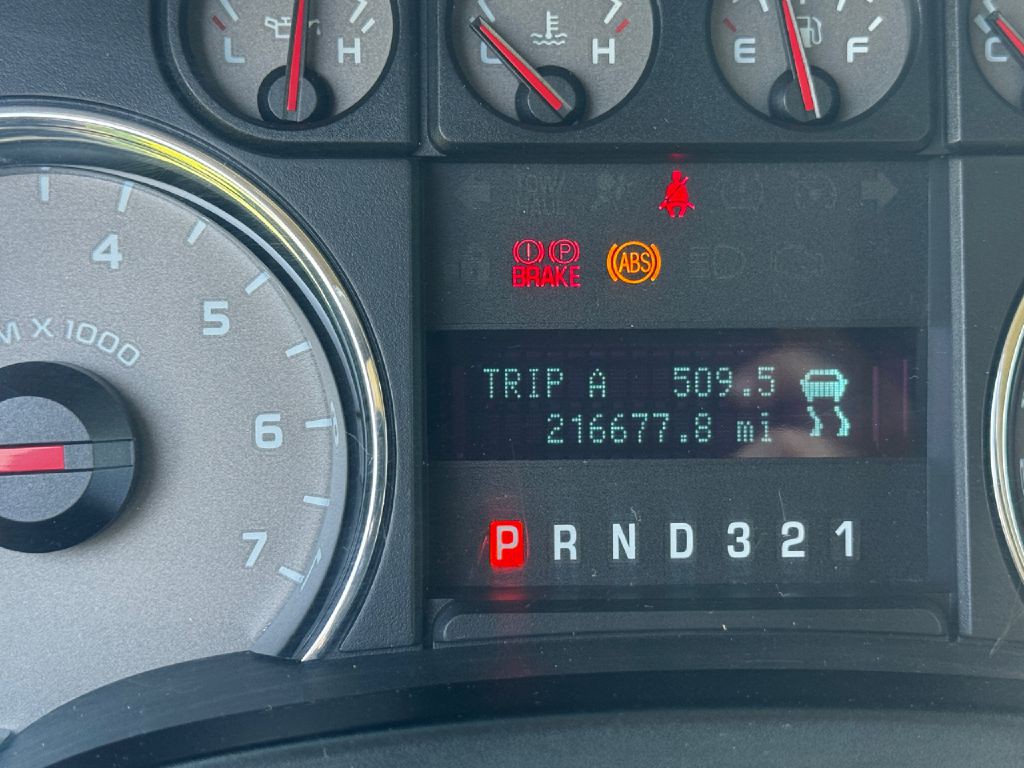 L H
C H
E F
C
4
5
M X 1000
6
7
! P
BRAKE
ABS
TRIP A 509.5
216677.8 mi
P R N D 3 2 1